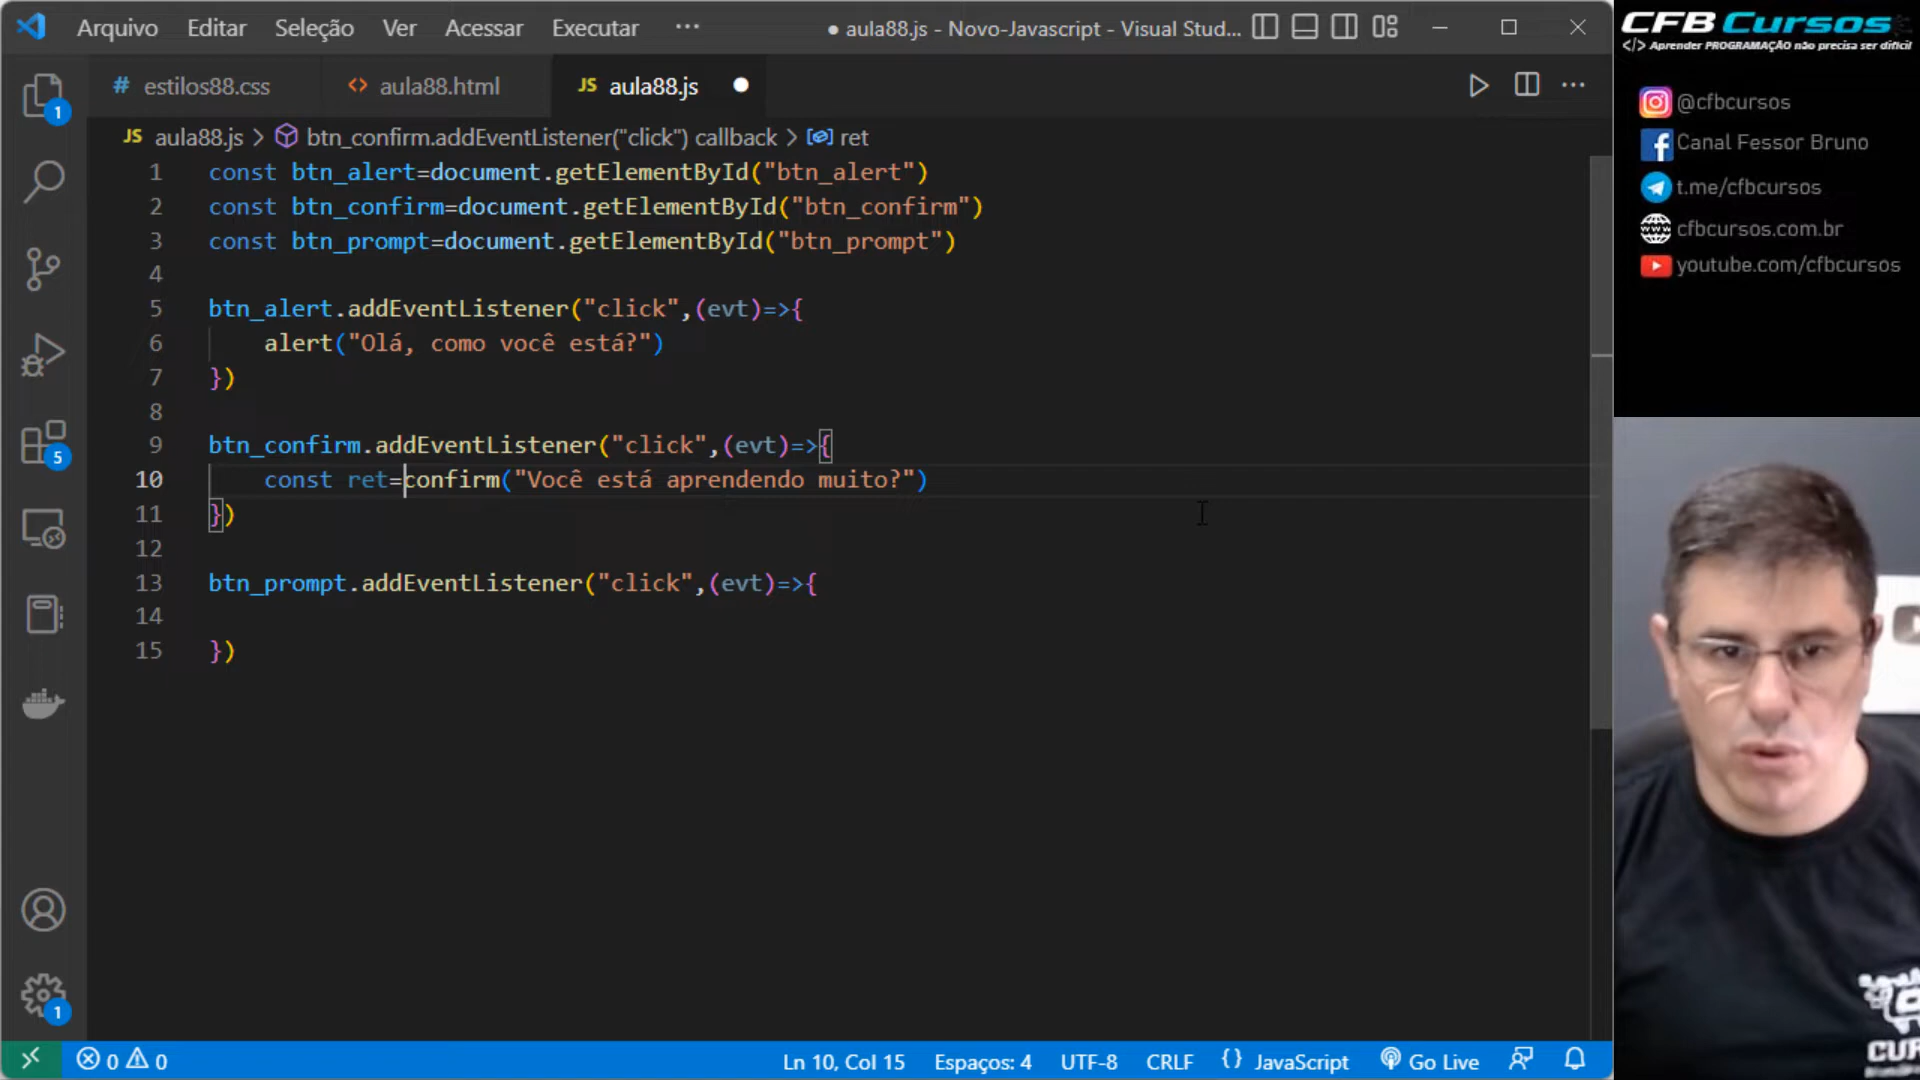 Arquivo Editar Seleção Ver Acessar Executar ··· ● aula88.js - Novo-Javascript - Visual Stud...
# estilos88.css <> aula88.html JS aula88.js ●
JS aula88.js > btn_confirm.addEventListener("click") callback > ret
1 const btn_alert=document.getElementById("btn_alert")
2 const btn_confirm=document.getElementById("btn_confirm")
3 const btn_prompt=document.getElementById("btn_prompt")
4
5 btn_alert.addEventListener("click",(evt)=>{
6 alert("Olá, como você está?")
7 })
8
9 btn_confirm.addEventListener("click",(evt)=>{
10 const ret=confirm("Você está aprendendo muito?")
11 })
12
13 btn_prompt.addEventListener("click",(evt)=>{
14
15 })
1
5
1
0 0 Ln 10, Col 15 Espaços: 4 UTF-8 CRLF {} JavaScript Go Live
CFB Cursos
</> Aprender PROGRAMAÇÃO não precisa ser difícil
@cfbcursos
Canal Fessor Bruno
t.me/cfbcursos
cfbcursos.com.br
youtube.com/cfbcursos